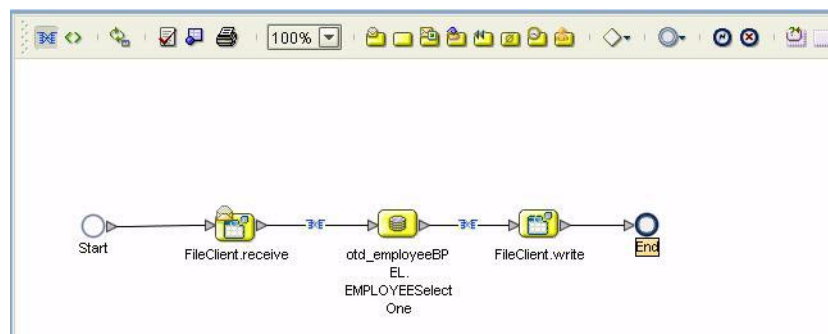 100%
Start
FileClient.receive
otd_employeeBP
EL.
EMPLOYEESelect
One
FileClient.write
End